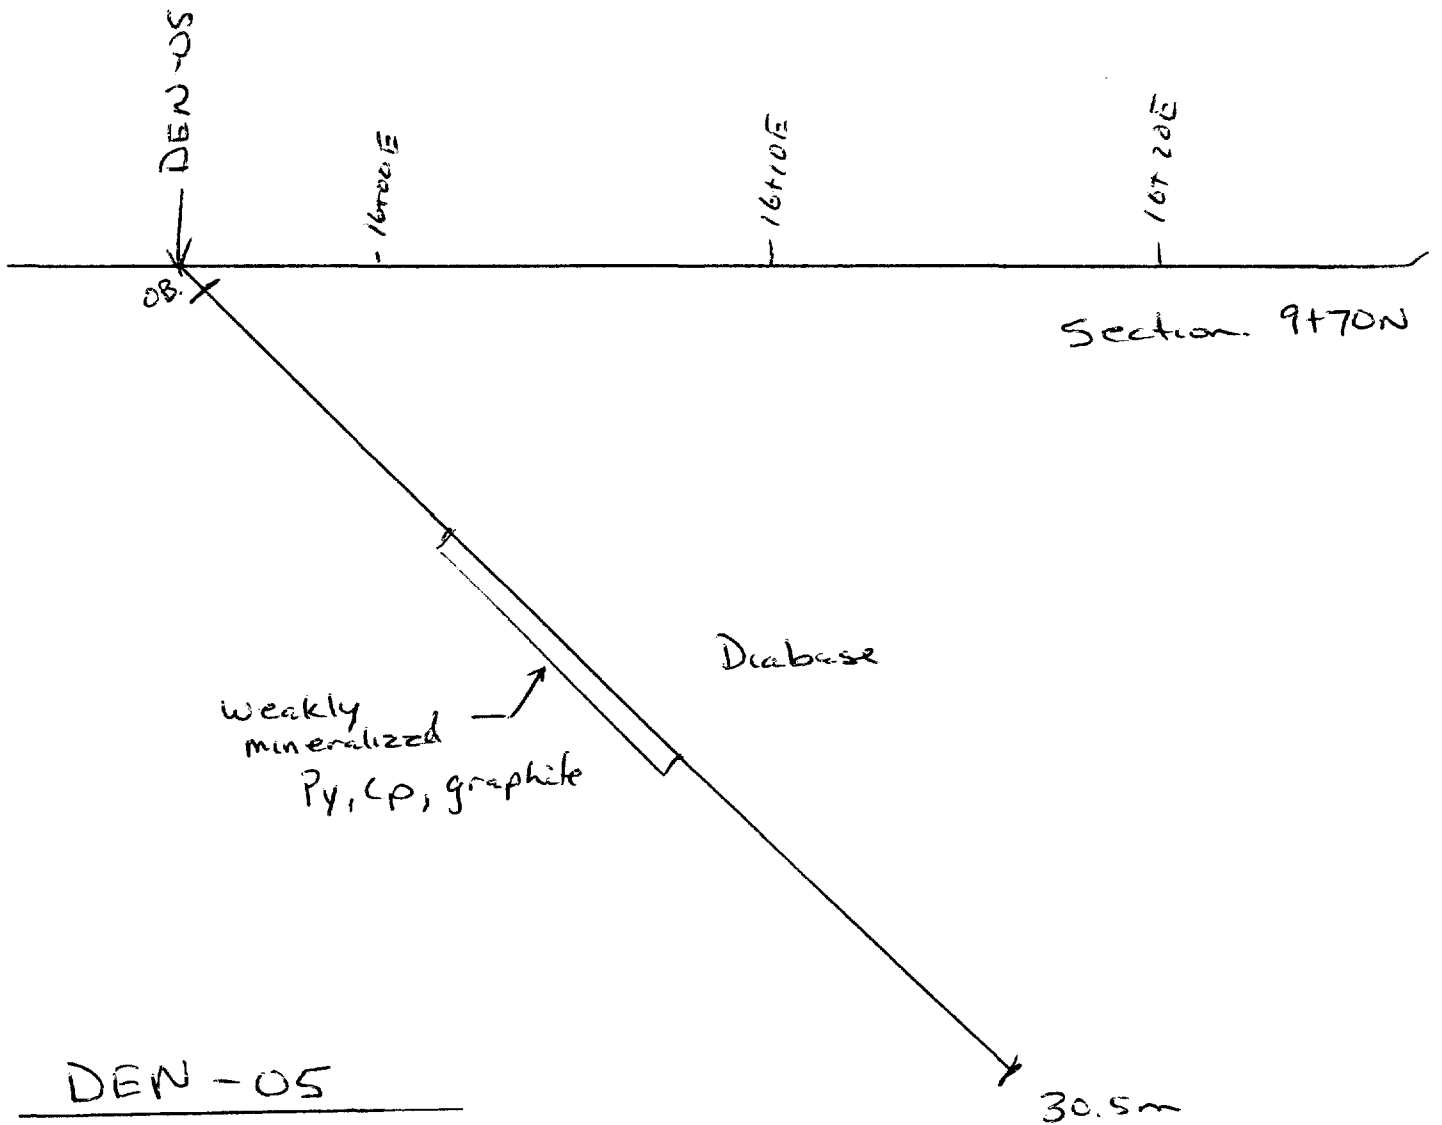 DEN-05
16+00E
16+10E
16+20E
OB.
Section. 9+70N
Diabase
weakly
mineralized
Py, Cp, graphite
DEN-05
30.5m